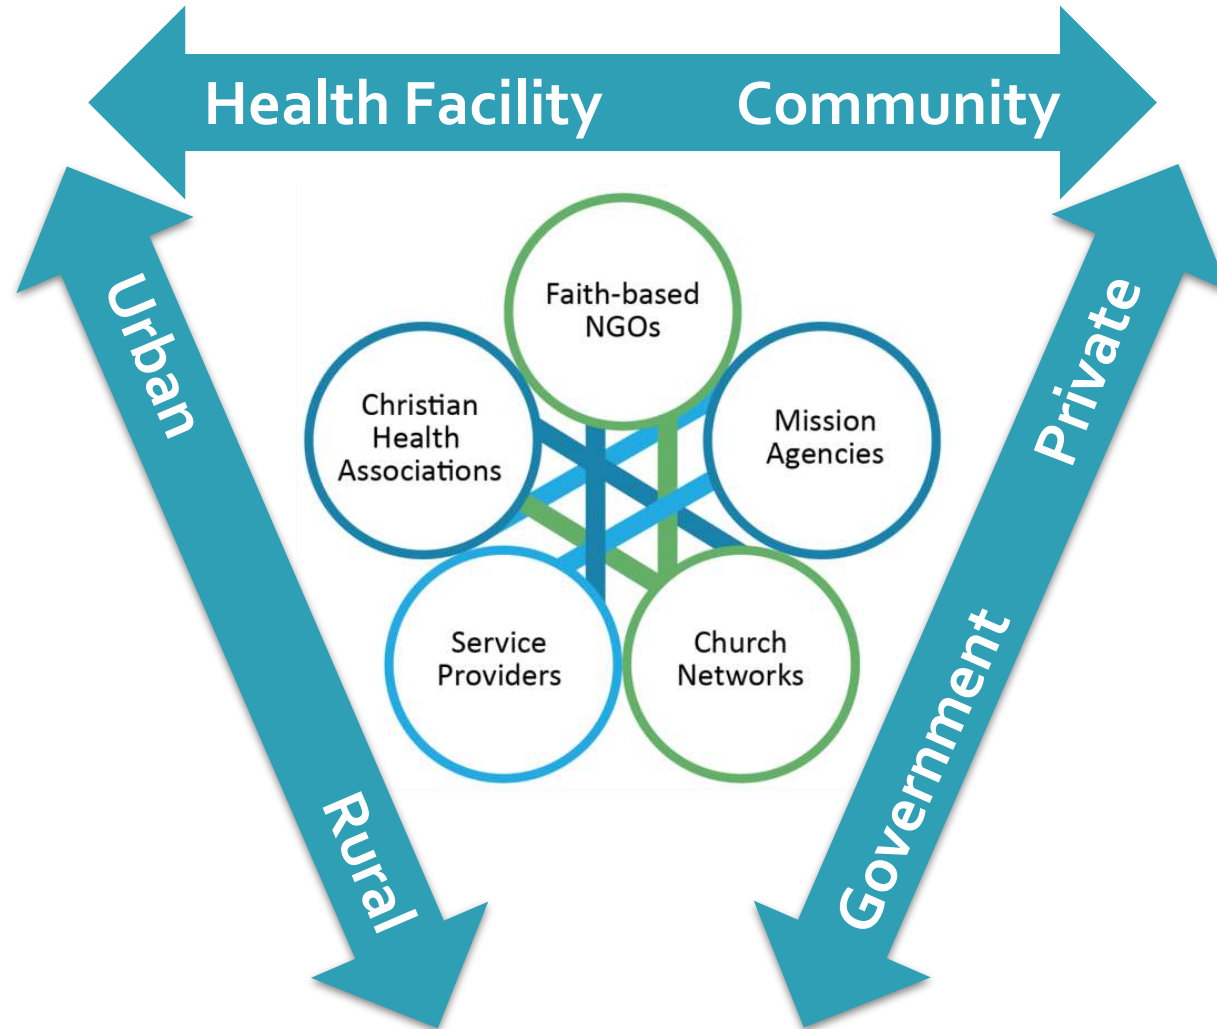 Health Facility Community
Urban
Rural
Private
Government
Faith-based
NGOs
Christian
Health
Associations
Mission
Agencies
Service
Providers
Church
Networks